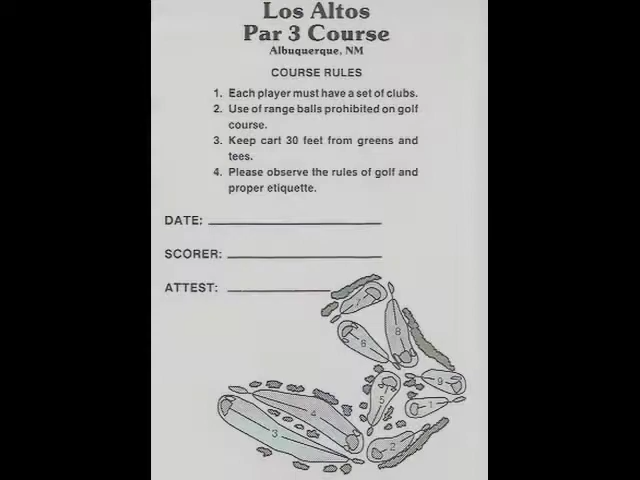 Los Altos
Par 3 Course
Albuquerque, NM
COURSE RULES
1. Each player must have a set of clubs.
2. Use of range balls prohibited on golf
course.
3. Keep cart 30 feet from greens and
tees.
4. Please observe the rules of golf and
proper etiquette.
DATE:
SCORER:
ATTEST:
7
8
6
9
5
1
4
3
2